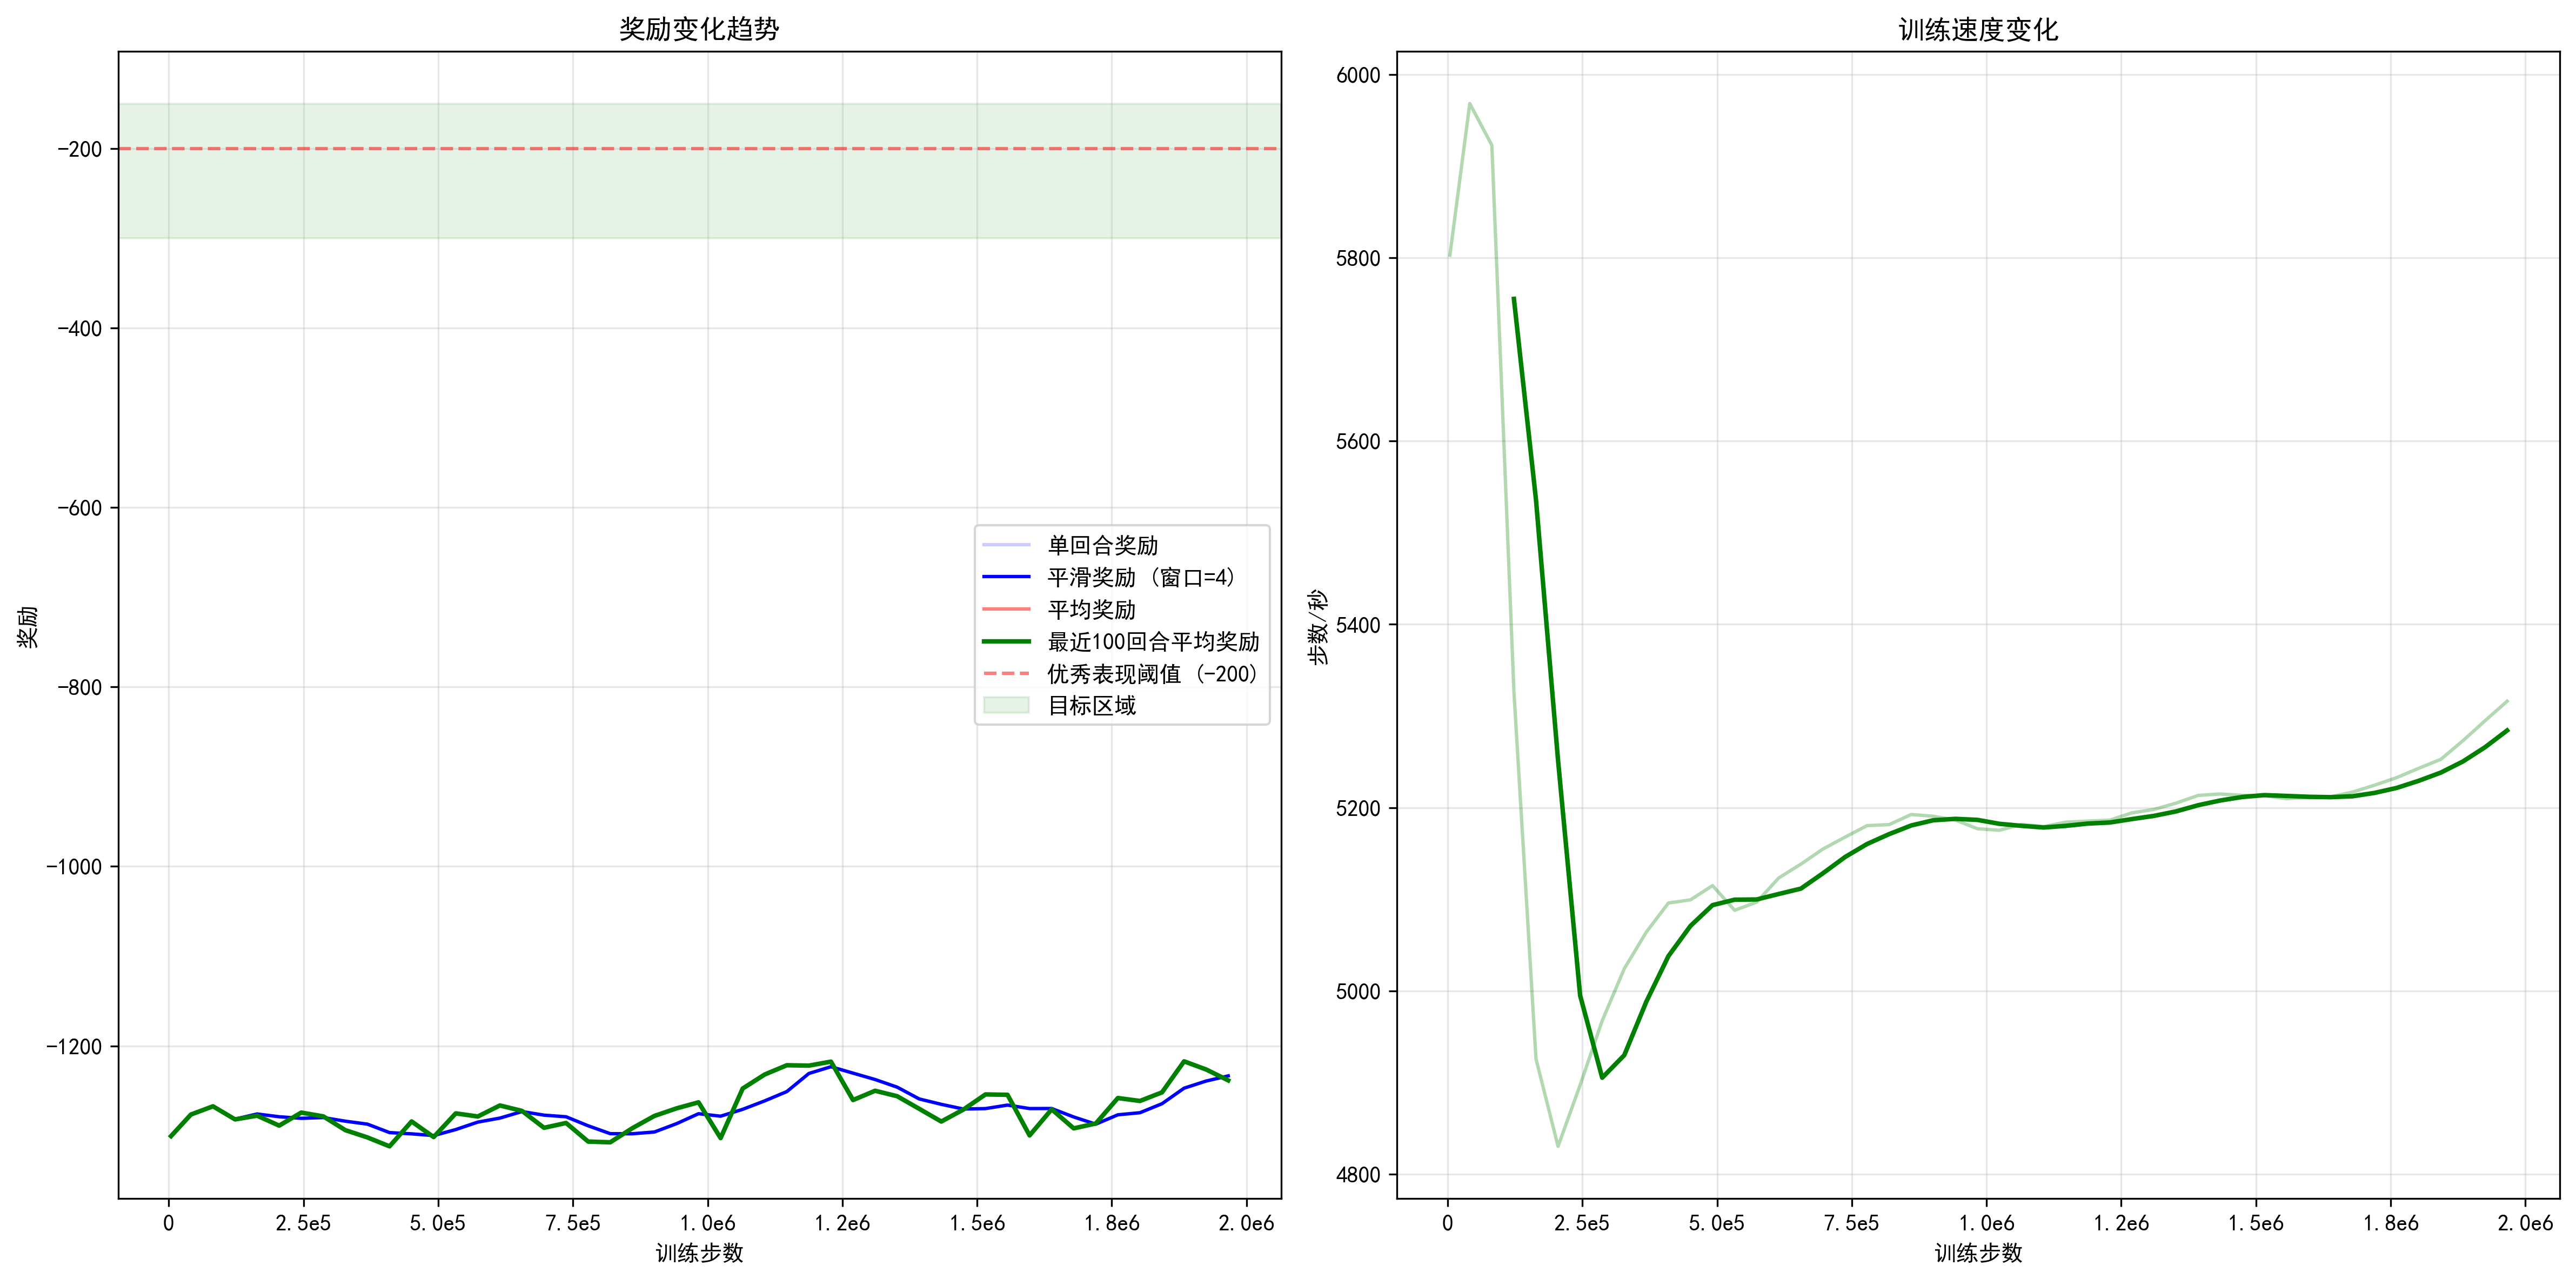 奖励变化趋势
奖励
-200
-400
-600
-800
-1000
-1200
单回合奖励
平滑奖励 (窗口=4)
平均奖励
最近100回合平均奖励
优秀表现阈值 (-200)
目标区域
0 2.5e5 5.0e5 7.5e5 1.0e6 1.2e6 1.5e6 1.8e6 2.0e6
训练步数
训练速度变化
步数/秒
6000
5800
5600
5400
5200
5000
4800
0 2.5e5 5.0e5 7.5e5 1.0e6 1.2e6 1.5e6 1.8e6 2.0e6
训练步数